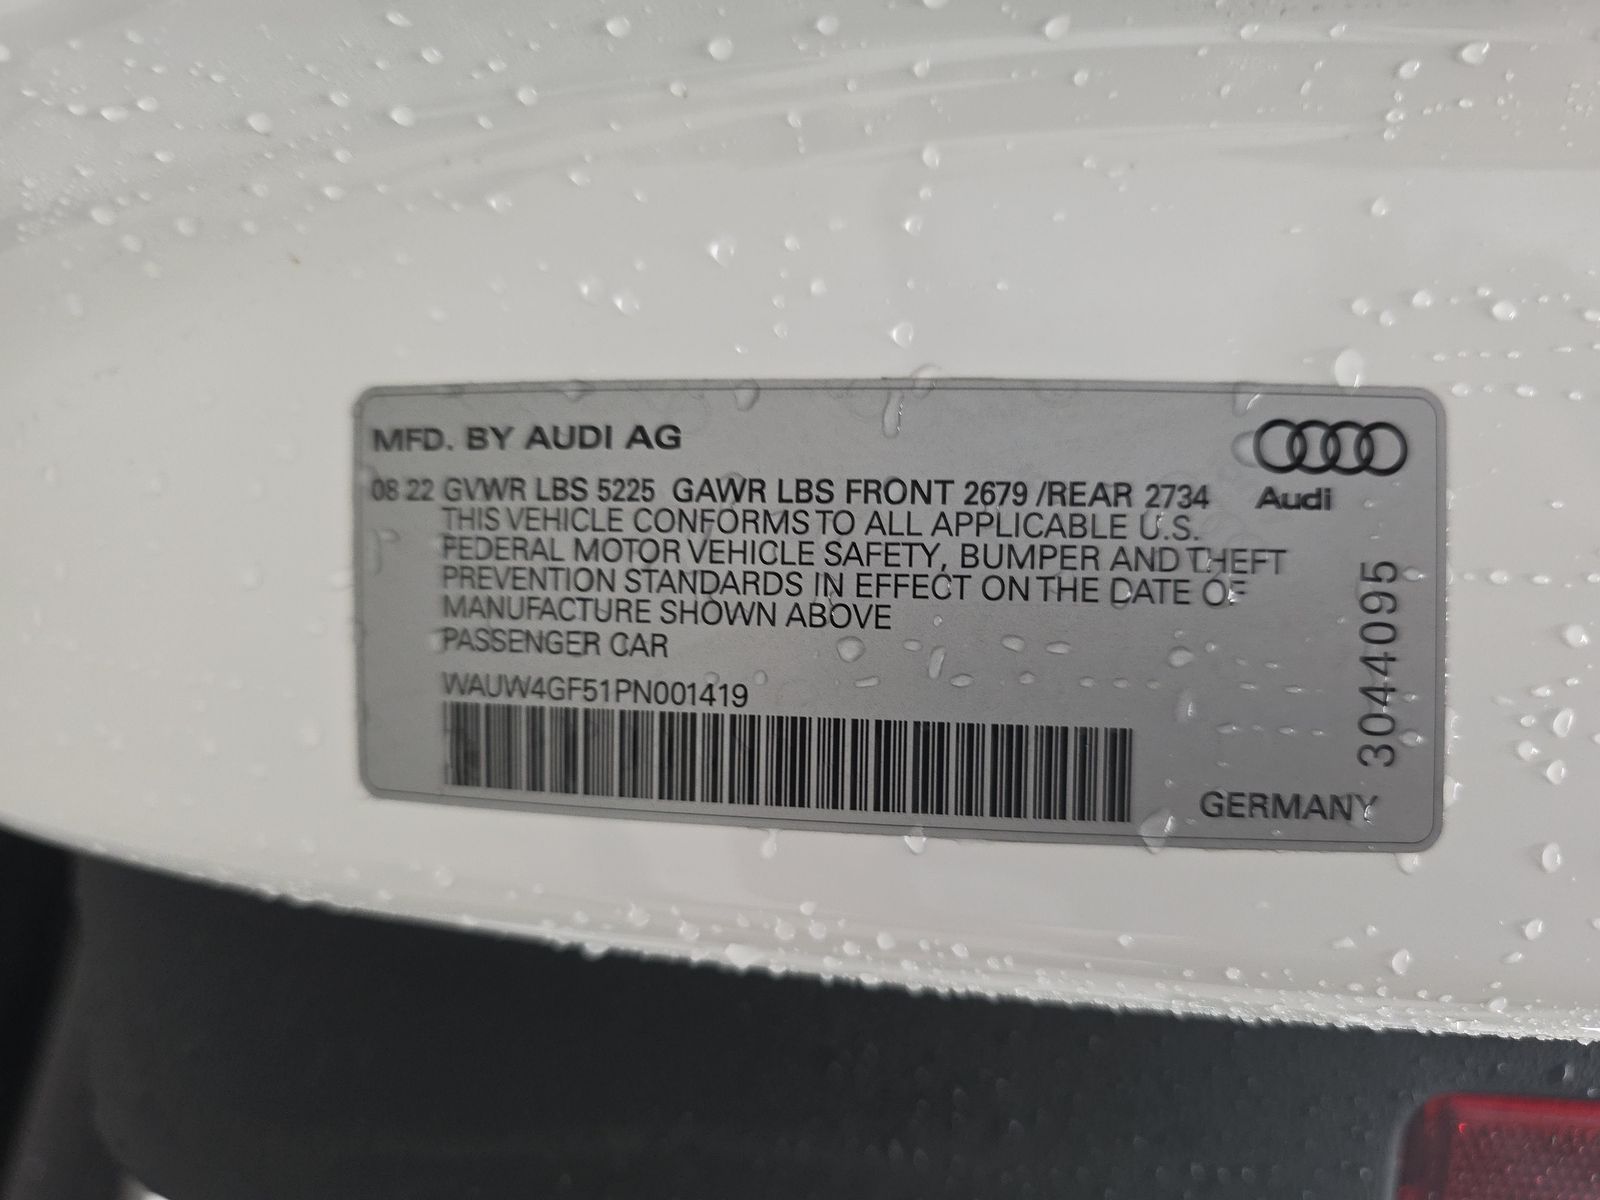 MFD. BY AUDI AG
08 22 GVWR LBS 5225 GAWR LBS FRONT 2679 /REAR 2734
Audi
THIS VEHICLE CONFORMS TO ALL APPLICABLE U.S.
FEDERAL MOTOR VEHICLE SAFETY, BUMPER AND THEFT
PREVENTION STANDARDS IN EFFECT ON THE DATE OF
MANUFACTURE SHOWN ABOVE
PASSENGER CAR
WAUW4GF51PN001419
3044095
GERMANY